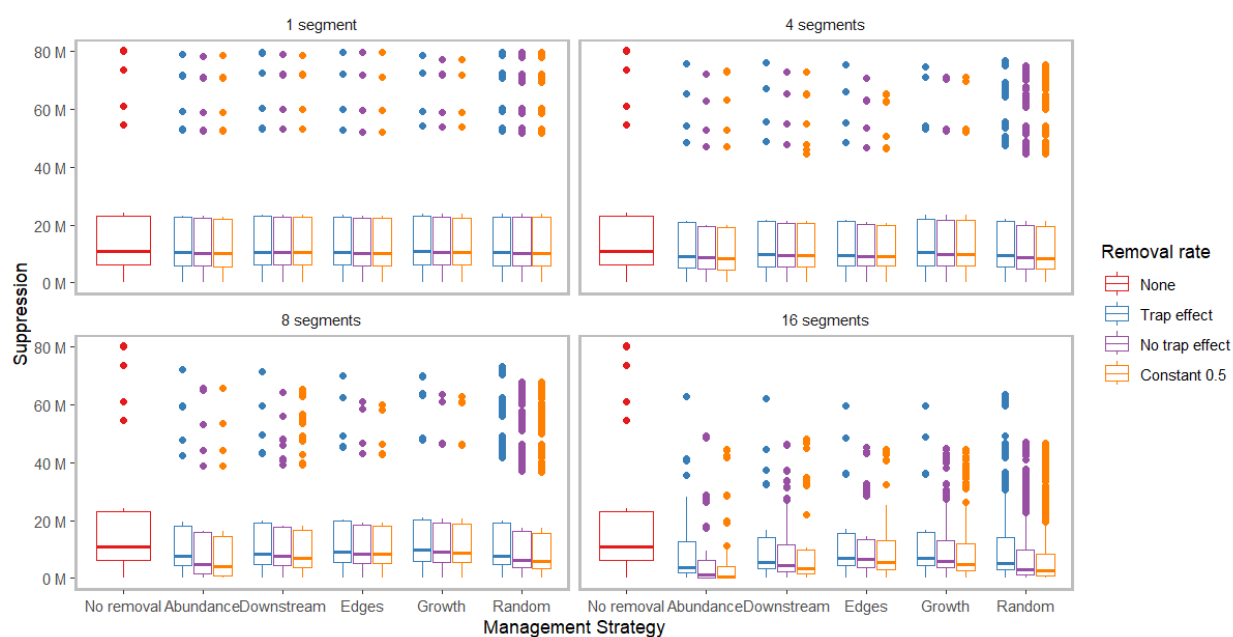 1 segment
4 segments
80 M
60 M
40 M
20 M
0 M
8 segments
16 segments
80 M
60 M
40 M
20 M
0 M
Suppression
No removal Abundance Downstream Edges Growth Random
No removal Abundance Downstream Edges Growth Random
Management Strategy
Removal rate
None
Trap effect
No trap effect
Constant 0.5